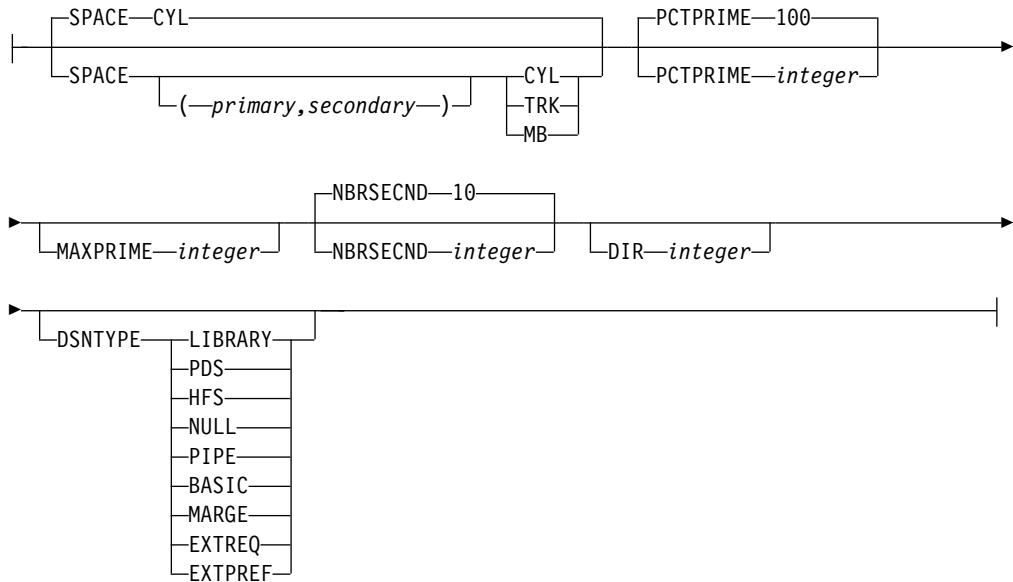 SPACE CYL PCTPRIME 100
SPACE CYL PCTPRIME integer
( primary,secondary ) TRK
MB
NBRSECND 10
MAXPRIME integer NBRSECND integer DIR integer
DSNTYPE LIBRARY
PDS
HFS
NULL
PIPE
BASIC
MARGE
EXTREQ
EXTPREF